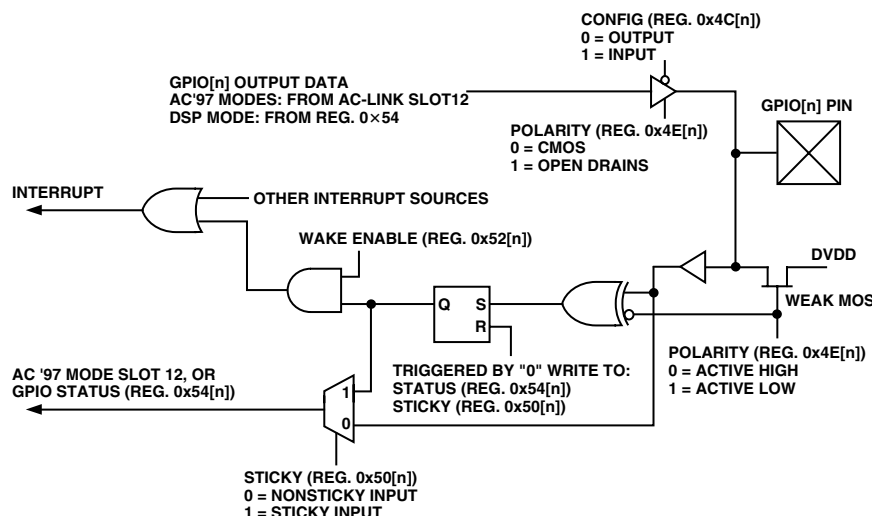 CONFIG (REG. 0x4C[n])
0 = OUTPUT
1 = INPUT
GPIO[n] OUTPUT DATA
AC'97 MODES: FROM AC-LINK SLOT12
DSP MODE: FROM REG. 0×54
GPIO[n] PIN
POLARITY (REG. 0x4E[n])
0 = CMOS
1 = OPEN DRAINS
INTERRUPT
OTHER INTERRUPT SOURCES
WAKE ENABLE (REG. 0x52[n])
DVDD
WEAK MOS
Q
S
R
TRIGGERED BY "0" WRITE TO:
STATUS (REG. 0x54[n])
STICKY (REG. 0x50[n])
POLARITY (REG. 0x4E[n])
0 = ACTIVE HIGH
1 = ACTIVE LOW
AC '97 MODE SLOT 12, OR
GPIO STATUS (REG. 0x54[n])
1
0
STICKY (REG. 0x50[n])
0 = NONSTICKY INPUT
1 = STICKY INPUT